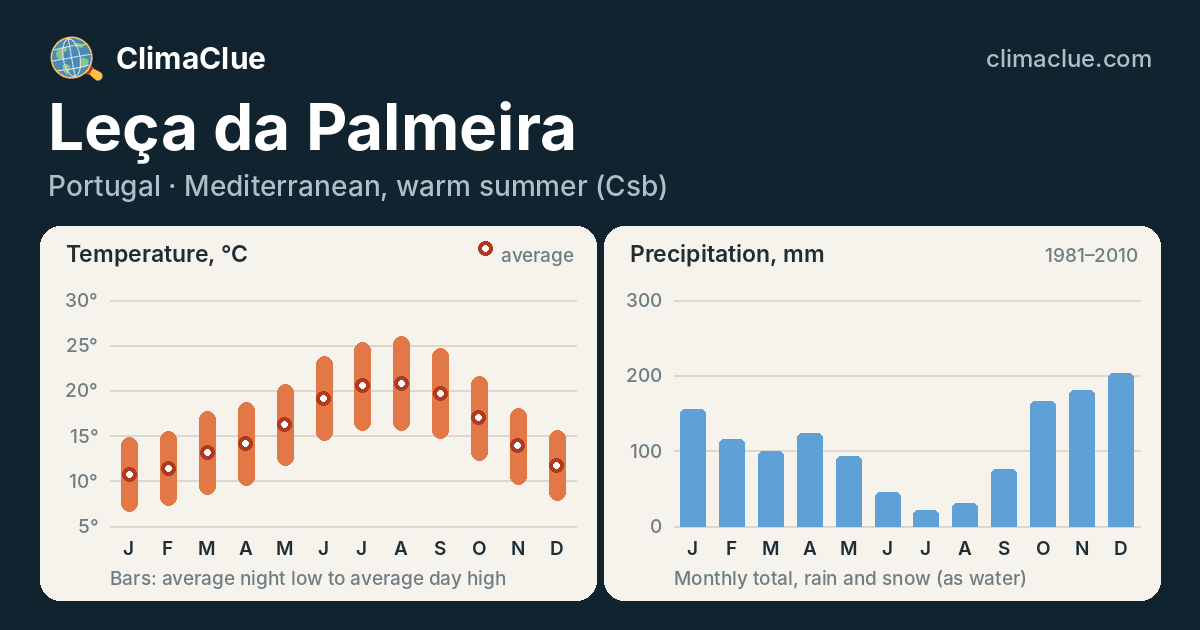 ClimaClue
climaclue.com
Leça da Palmeira
Portugal · Mediterranean, warm summer (Csb)
Temperature, °C
average
30°
25°
20°
15°
10°
5°
J F M A M J J A S O N D
Bars: average night low to average day high
Precipitation, mm
1981–2010
300
200
100
0
J F M A M J J A S O N D
Monthly total, rain and snow (as water)